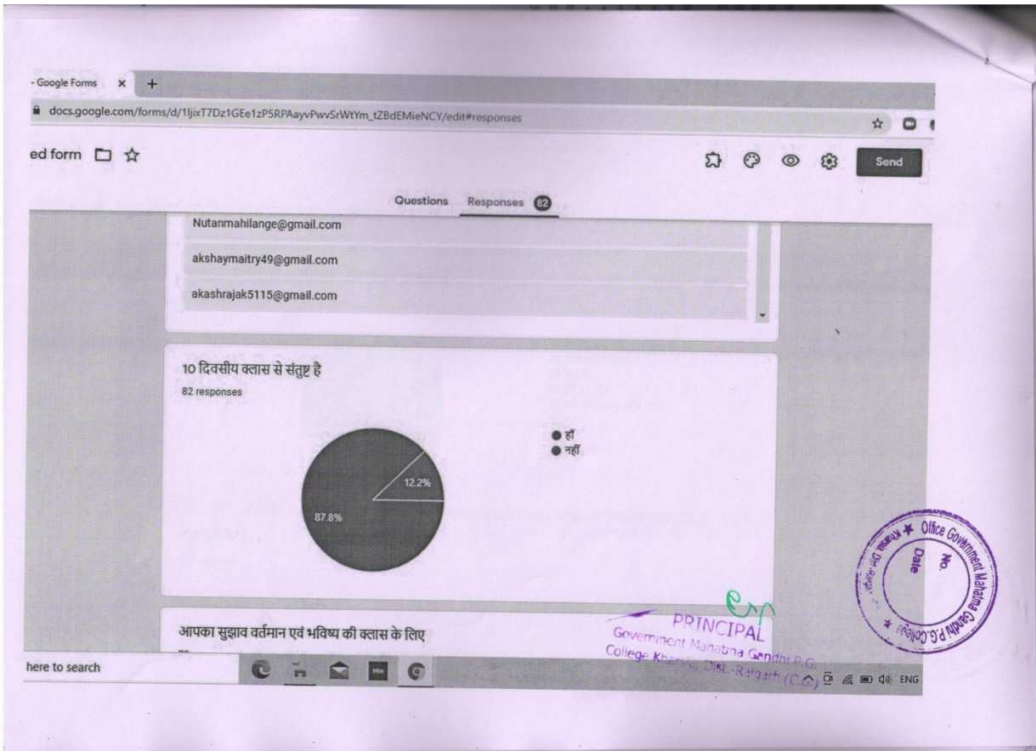 - Google Forms × +
docs.google.com/forms/d/1ljixT7Dz1GEe1zP5RPAayvPwvSrWtYm_tZBdEMieNCY/edit#responses
ed form
Send
Questions Responses 82
Nutanmahilange@gmail.com
akshaymaitry49@gmail.com
akashrajak5115@gmail.com
10 दिवसीय क्लास से संतुष्ट है
82 responses
हाँ
नहीं
12.2%
87.8%
आपका सुझाव वर्तमान एवं भविष्य की क्लास के लिए
PRINCIPAL
Government Mahatma Gandhi P.G.
College Dist.-Raigarh (C.G.)
Office Government Mahatma Gandhi P.G. College
No.
Date
here to search
ENG